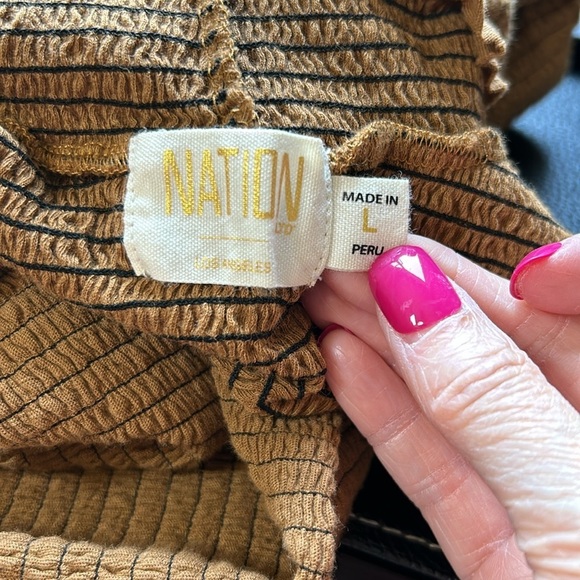 NATION
LTD
LOS ANGELES
MADE IN
L
PERU